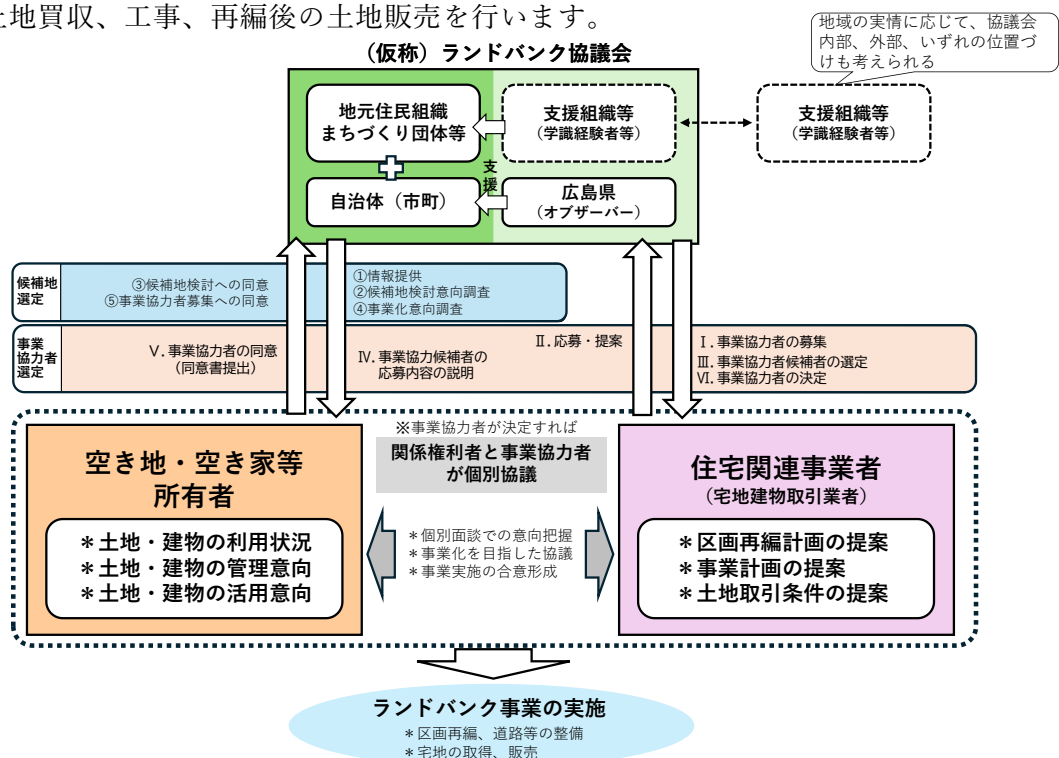 土地買収、工事、再編後の土地販売を行います。
地域の実情に応じて、協議会
内部、外部、いずれの位置づ
けも考えられる
(仮称)ランドバンク協議会
地元住民組織
まちづくり団体等
支援組織等
(学識経験者等)
支援組織等
(学識経験者等)
支援
自治体(市町)
広島県
(オブザーバー)
候補地
選定
③候補地検討への同意
⑤事業協力者募集への同意
①情報提供
②候補地検討意向調査
④事業化意向調査
事業
協力者
選定
Ⅴ.事業協力者の同意
(同意書提出)
Ⅳ.事業協力候補者の
応募内容の説明
Ⅱ.応募・提案
Ⅰ.事業協力者の募集
Ⅲ.事業協力者候補者の選定
Ⅵ.事業協力者の決定
空き地・空き家等
所有者
*土地・建物の利用状況
*土地・建物の管理意向
*土地・建物の活用意向
※事業協力者が決定すれば
関係権利者と事業協力者
が個別協議
*個別面談での意向把握
*事業化を目指した協議
*事業実施の合意形成
住宅関連事業者
(宅地建物取引業者)
*区画再編計画の提案
*事業計画の提案
*土地取引条件の提案
ランドバンク事業の実施
*区画再編、道路等の整備
*宅地の取得、販売